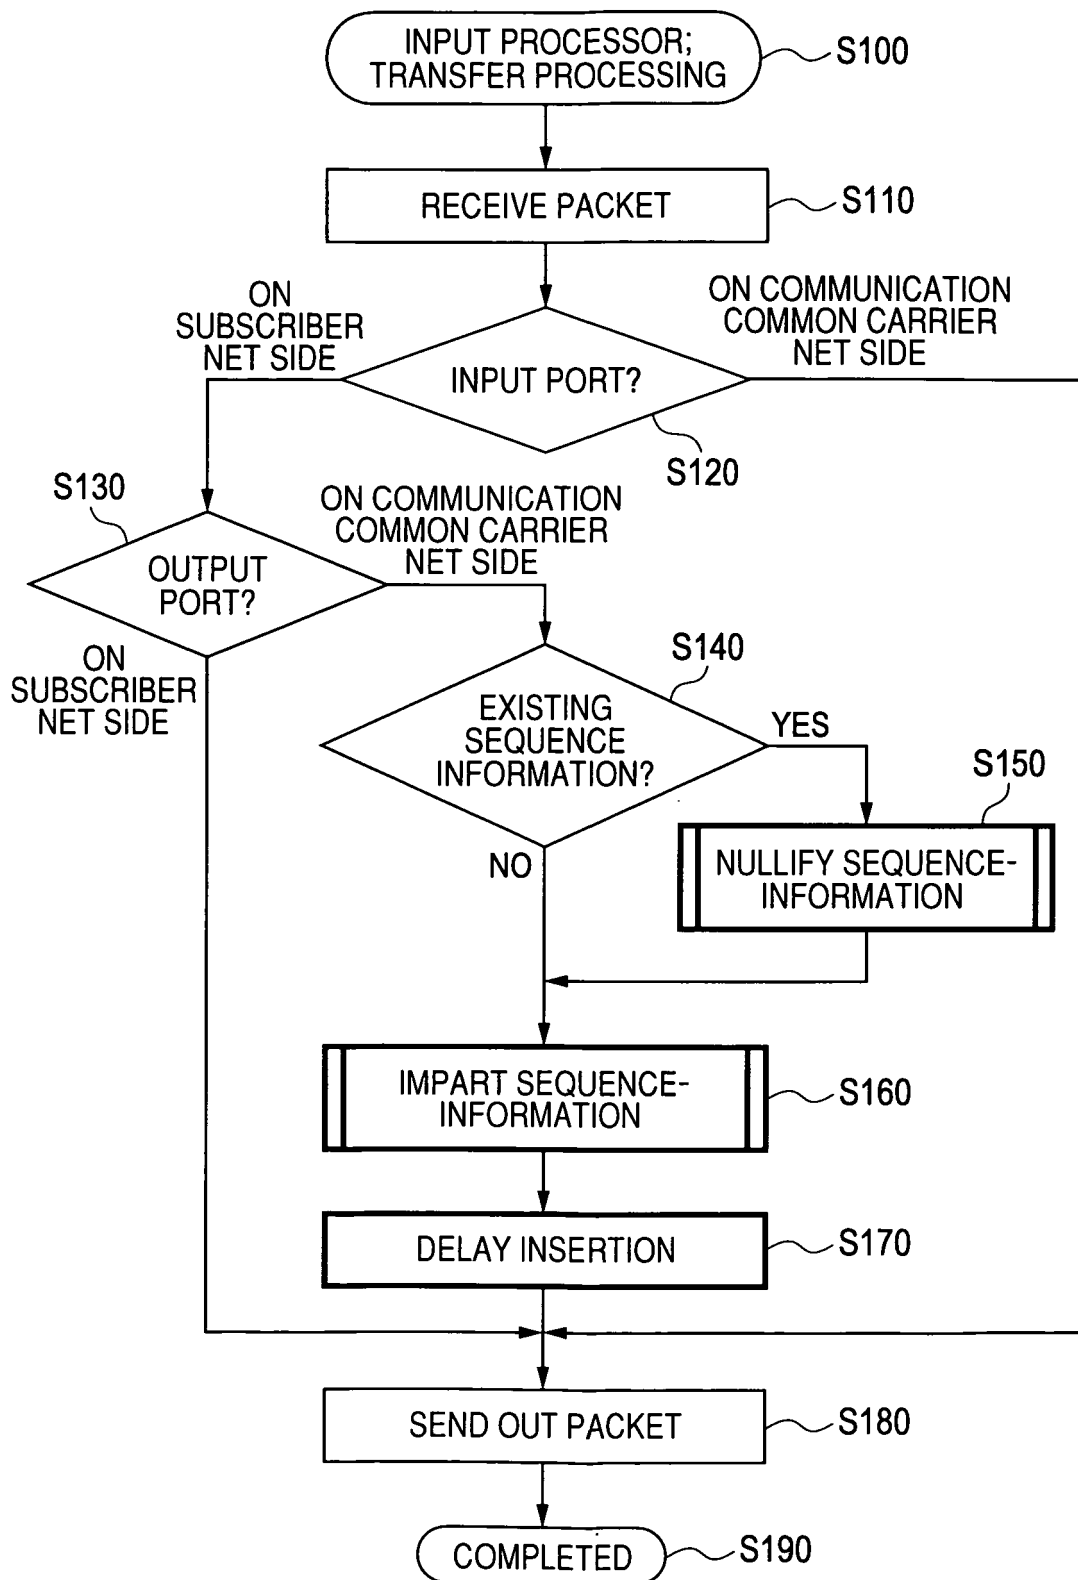 INPUT PROCESSOR;
TRANSFER PROCESSING
S100
RECEIVE PACKET
S110
ON
SUBSCRIBER
NET SIDE
ON COMMUNICATION
COMMON CARRIER
NET SIDE
INPUT PORT?
S120
S130
ON COMMUNICATION
COMMON CARRIER
NET SIDE
OUTPUT
PORT?
ON
SUBSCRIBER
NET SIDE
S140
EXISTING
SEQUENCE
INFORMATION?
YES
S150
NULLIFY SEQUENCE-
INFORMATION
NO
IMPART SEQUENCE-
INFORMATION
S160
DELAY INSERTION
S170
SEND OUT PACKET
S180
COMPLETED
S190